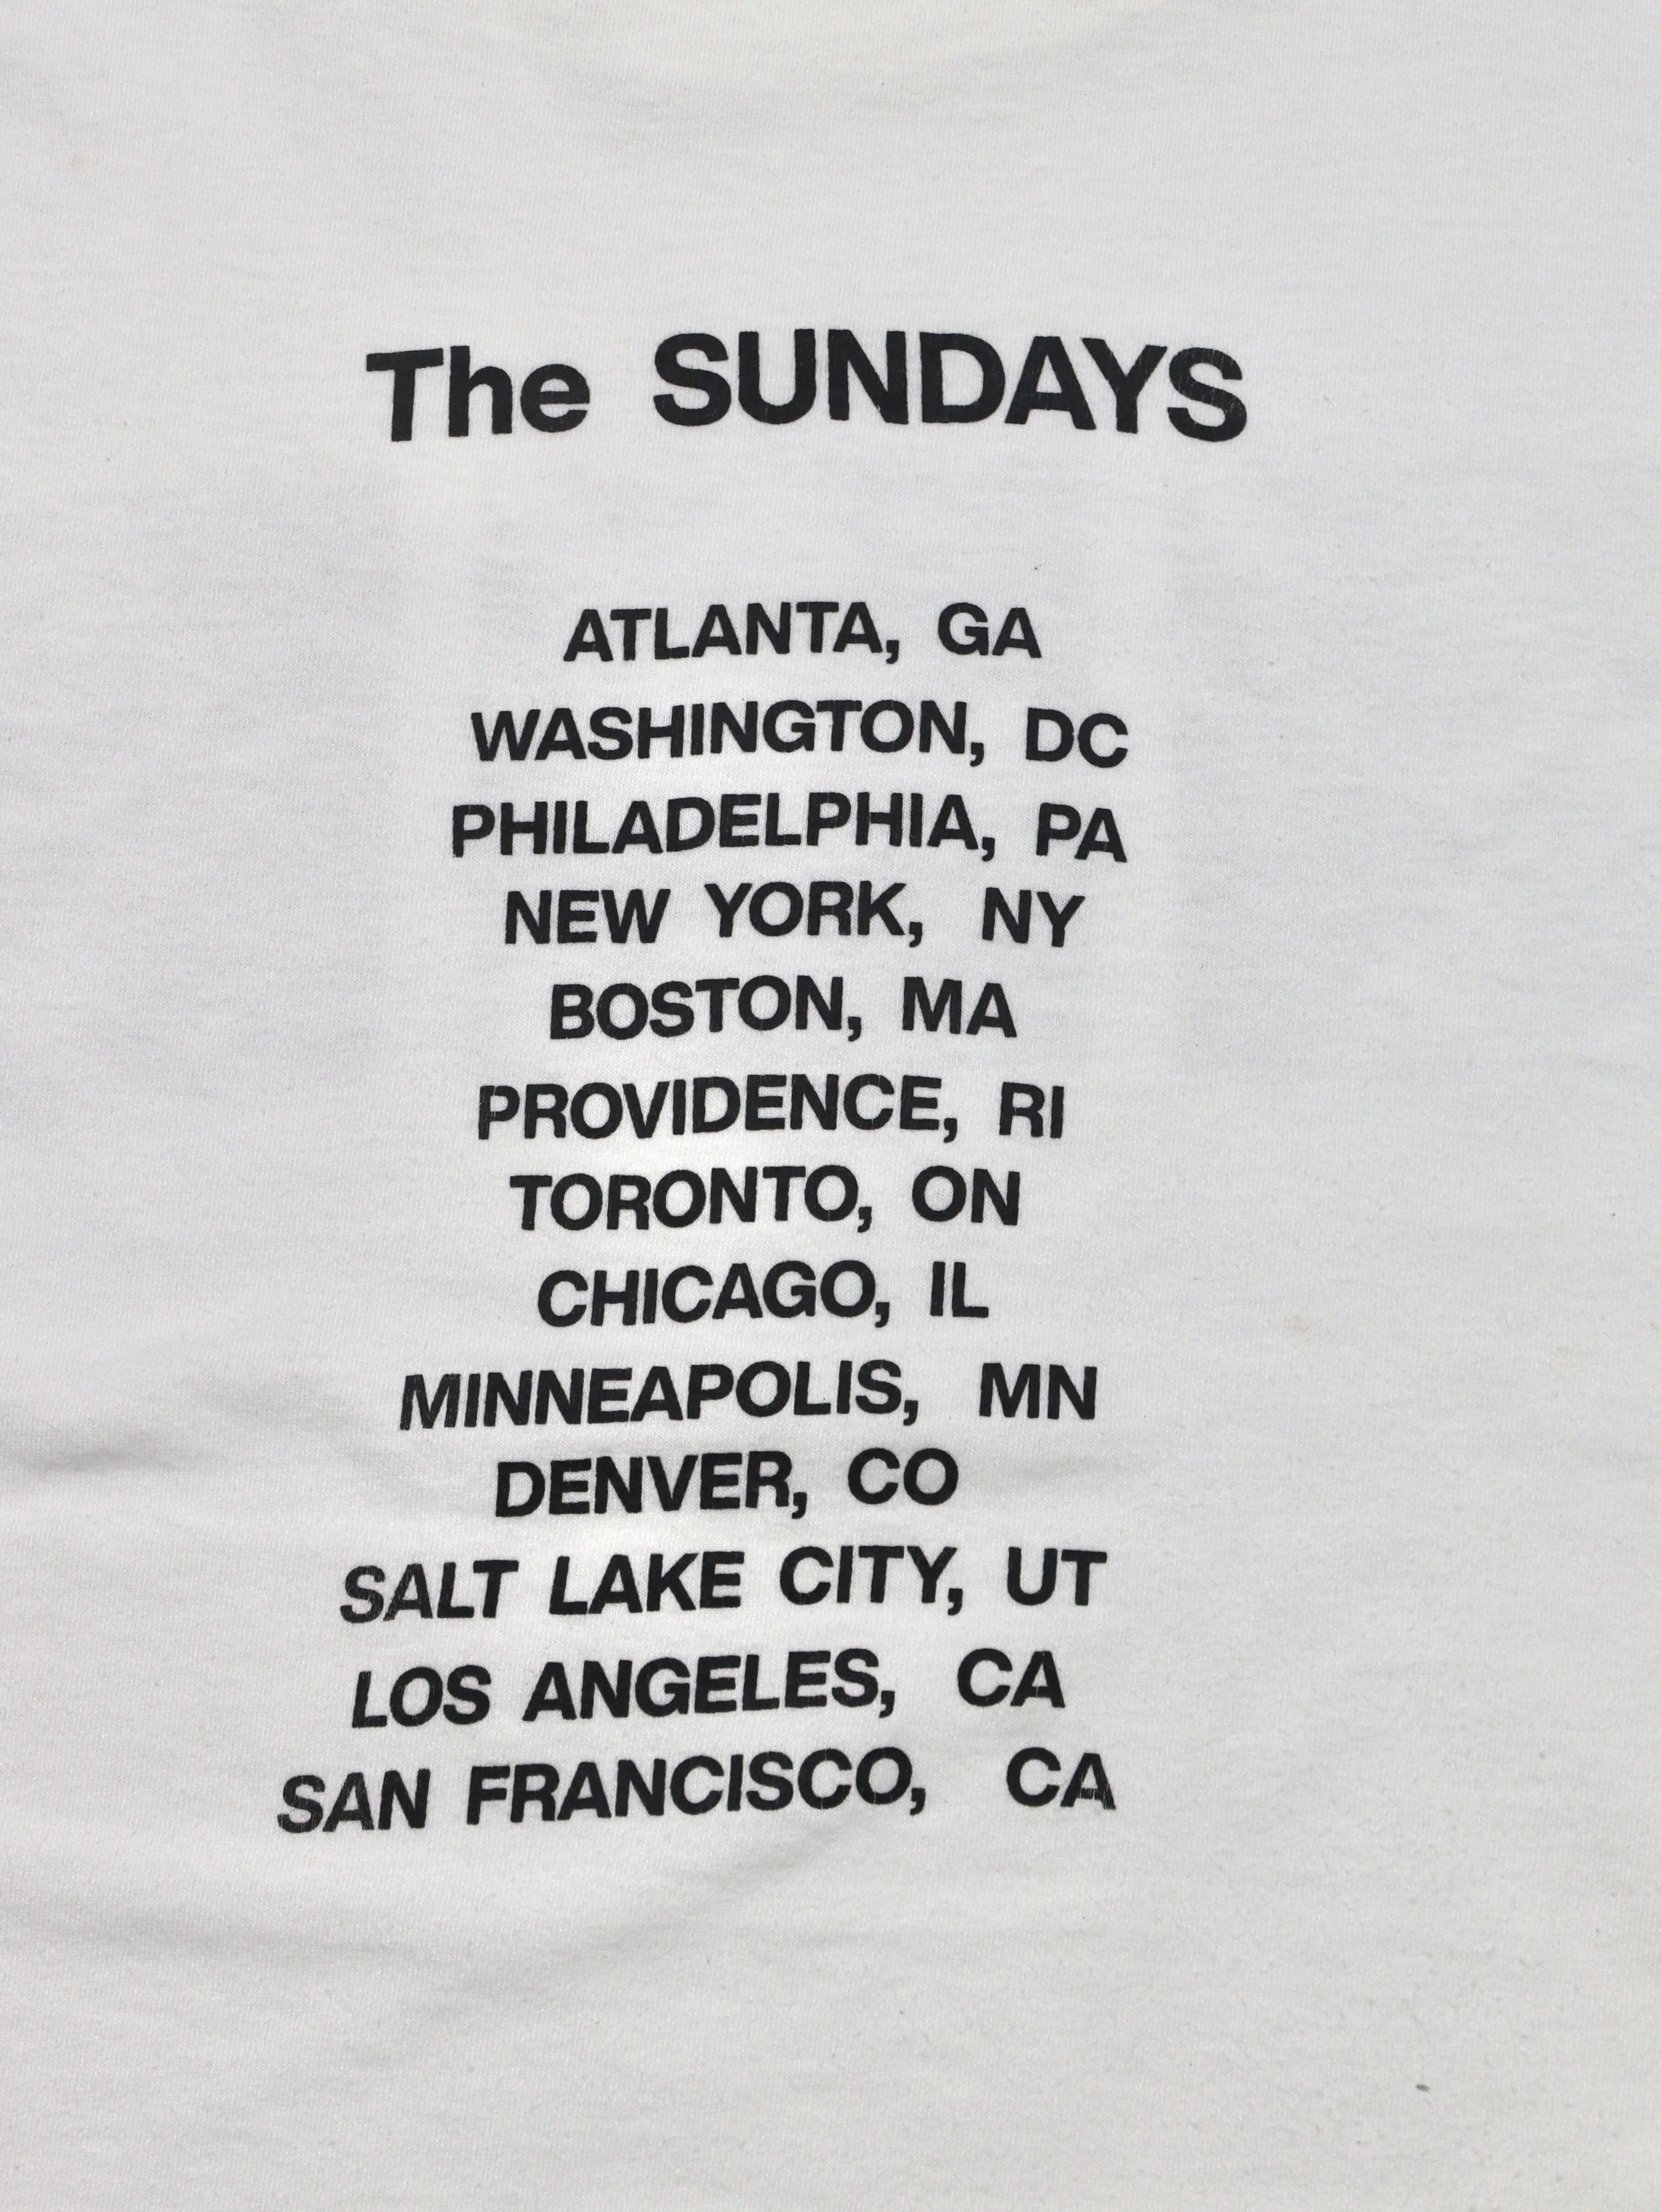 The SUNDAYS
ATLANTA, GA
WASHINGTON, DC
PHILADELPHIA, PA
NEW YORK, NY
BOSTON, MA
PROVIDENCE, RI
TORONTO, ON
CHICAGO, IL
MINNEAPOLIS, MN
DENVER, CO
SALT LAKE CITY, UT
LOS ANGELES, CA
SAN FRANCISCO, CA